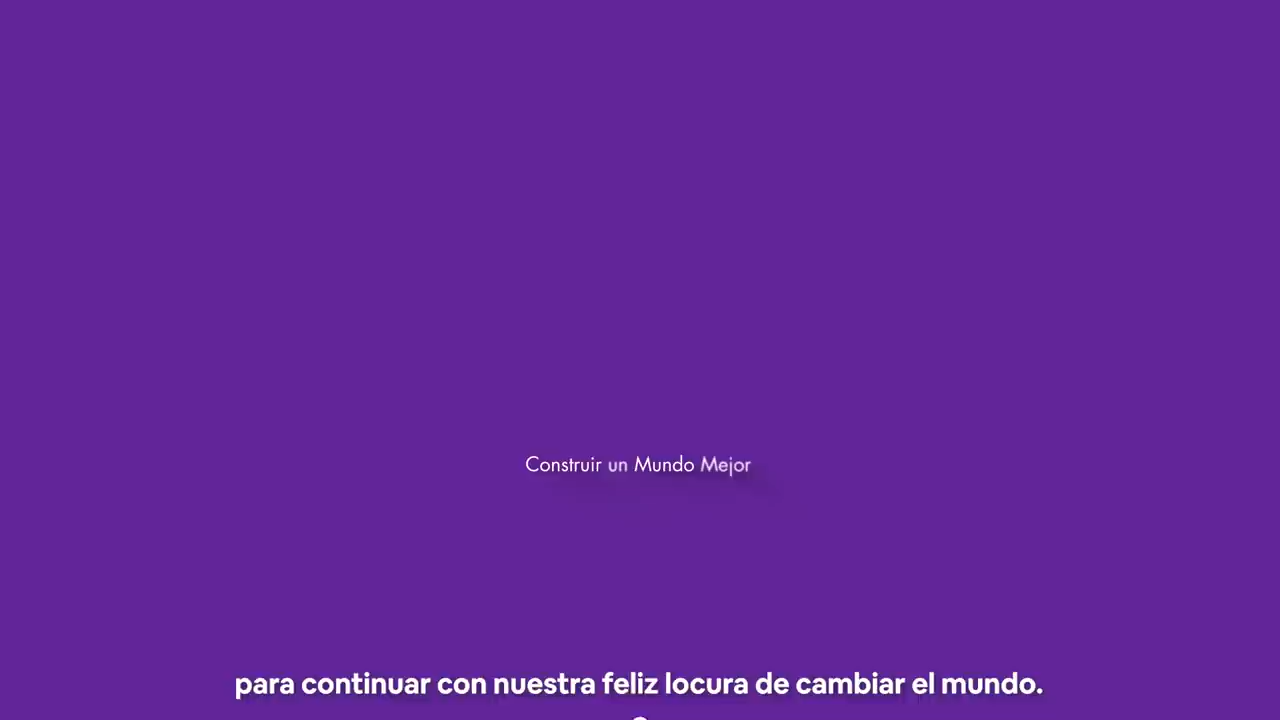 Construir un Mundo Mejor
para continuar con nuestra feliz locura de cambiar el mundo.